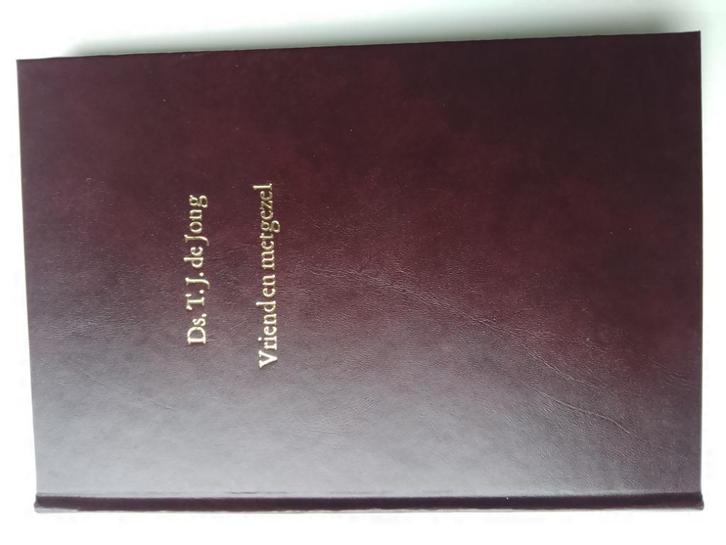 Ds. T. J. de Jong
Vriend en metgezel